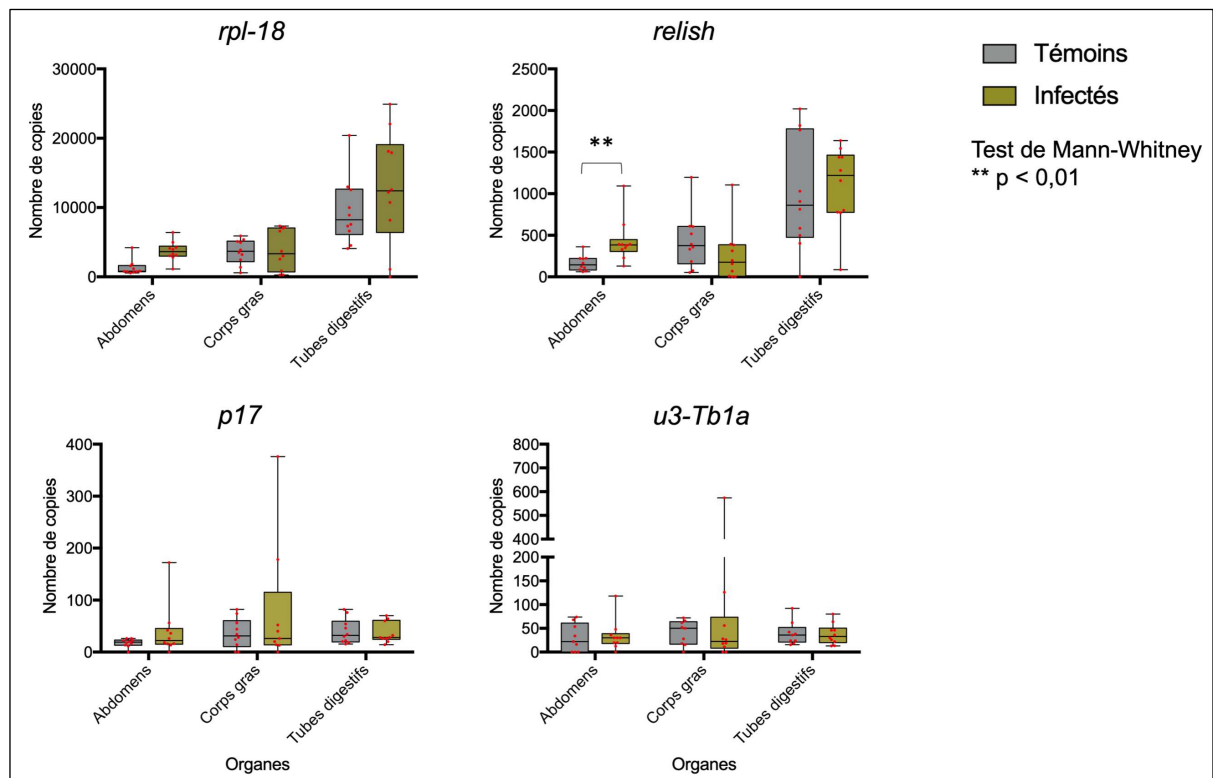 rpl-18
Nombre de copies
30000
20000
10000
0
Abdomens
Corps gras
Tubes digestifs
relish
Nombre de copies
2500
2000
1500
1000
500
0
**
Abdomens
Corps gras
Tubes digestifs
Témoins
Infectés
Test de Mann-Whitney
** p < 0,01
p17
Nombre de copies
400
300
200
100
0
Abdomens
Corps gras
Tubes digestifs
Organes
u3-Tb1a
Nombre de copies
800
700
600
500
400
200
150
100
50
0
Abdomens
Corps gras
Tubes digestifs
Organes